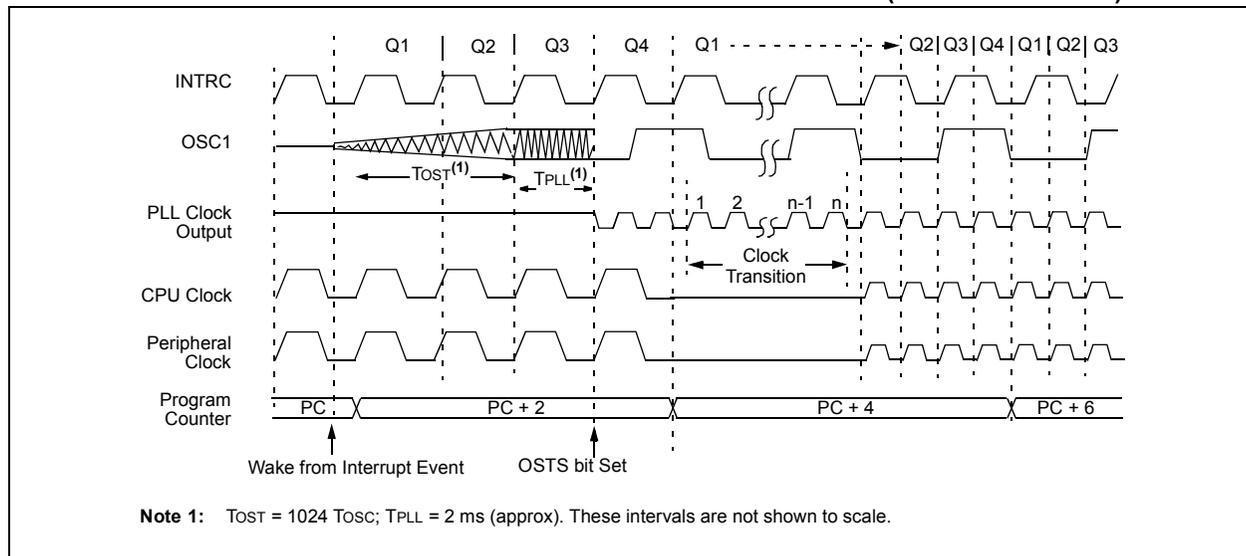 Q1 Q2 Q3 Q4 Q1 Q2 Q3 Q4 Q1 Q2 Q3
INTRC
OSC1
TOST(1) TPLL(1)
PLL Clock
Output
1 2 n-1 n
Clock
Transition
CPU Clock
Peripheral
Clock
Program
Counter
PC PC + 2 PC + 4 PC + 6
Wake from Interrupt Event OSTS bit Set
Note 1: TOST = 1024 TOSC; TPLL = 2 ms (approx). These intervals are not shown to scale.